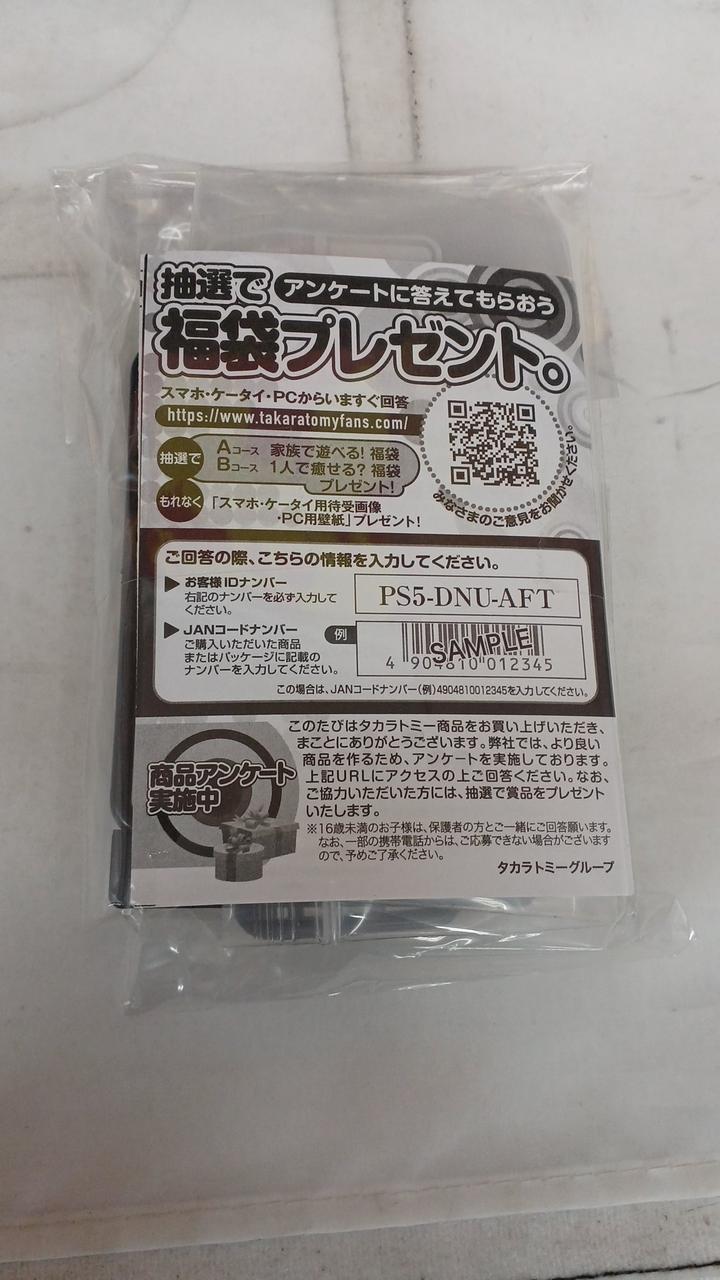 抽選で アンケートに答えてもらおう
福袋プレゼント。
スマホ・ケータイ・PCからいますぐ回答
https://www.takaratomyfans.com/
抽選で
Aコース 家族で遊べる!福袋
Bコース 1人で癒せる?福袋
プレゼント!
もれなく
「スマホ・ケータイ用待受画像
・PC用壁紙」プレゼント!
みなさまのご意見をお聞かせください。
ご回答の際、こちらの情報を入力してください。
▶ お客様IDナンバー
右記のナンバーを必ず入力して
ください。
PS5-DNU-AFT
▶ JANコードナンバー
ご購入いただいた商品
またはパッケージに記載の
ナンバーを入力してください。
例
SAMPLE
4 904810 012345
この場合は、JANコードナンバー(例)4904810012345を入力してください。
商品アンケート
実施中
このたびはタカラトミー商品をお買い上げいただき、
まことにありがとうございます。弊社では、より良い
商品を作るため、アンケートを実施しております。
上記URLにアクセスの上ご回答ください。なお、
ご協力いただいた方には、抽選で賞品をプレゼント
いたします。
※16歳未満のお子様は、保護者の方とご一緒にご回答願います。
なお、一部の携帯電話からは、ご応募できない場合がございます
ので、予めご了承ください。
タカラトミーグループ